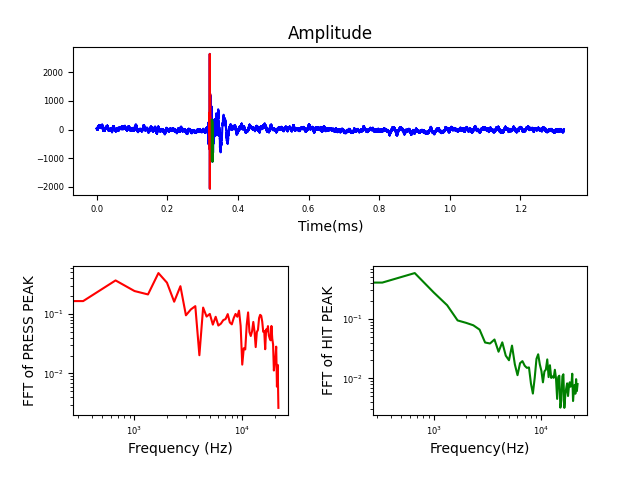 Amplitude
2000
1000
0
−1000
−2000
0.0 0.2 0.4 0.6 0.8 1.0 1.2
Time(ms)
FFT of PRESS PEAK
10⁻¹
10⁻²
10³ 10⁴
Frequency (Hz)
FFT of HIT PEAK
10⁻¹
10⁻²
10³ 10⁴
Frequency(Hz)